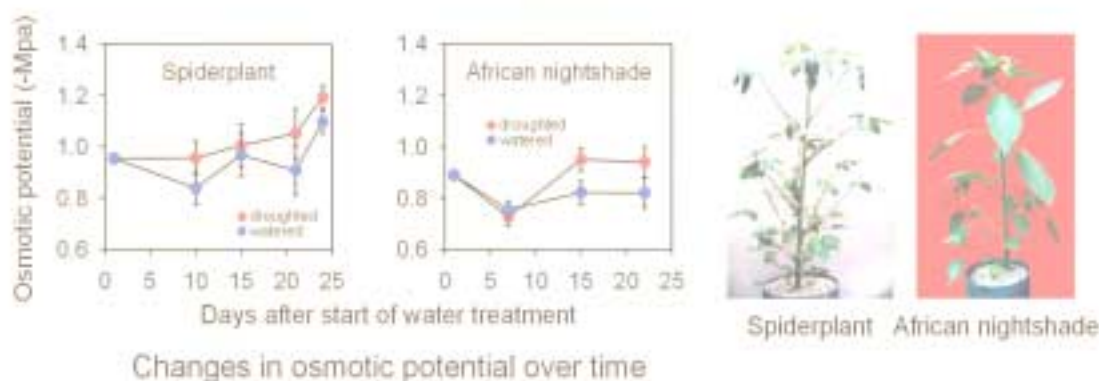 Osmotic potential (-Mpa)
1.4
1.2
1.0
0.8
0.6
Spiderplant
droughted
watered
0 5 10 15 20 25
1.4
1.2
1.0
0.8
0.6
African nightshade
droughted
watered
0 5 10 15 20 25
Days after start of water treatment
Spiderplant
African nightshade
Changes in osmotic potential over time